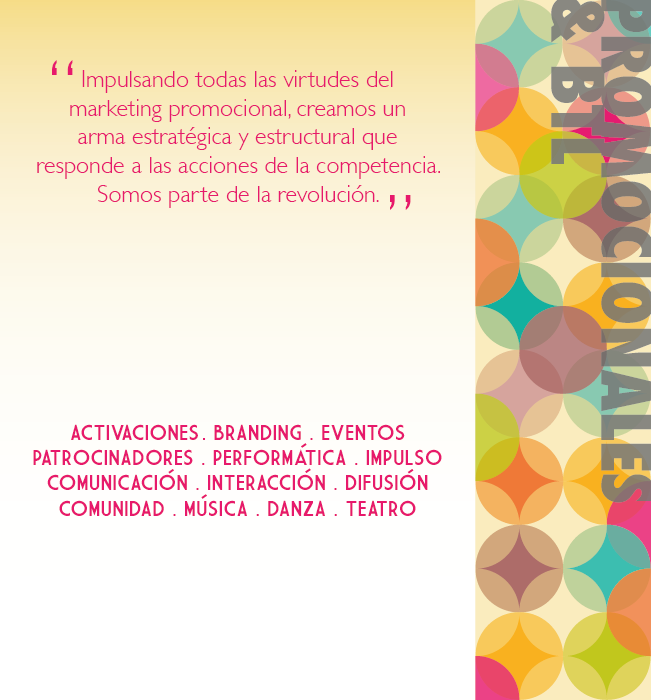 “ Impulsando todas las virtudes del
marketing promocional, creamos un
arma estratégica y estructural que
responde a las acciones de la competencia.
Somos parte de la revolución. ”
ACTIVACIONES . BRANDING . EVENTOS
PATROCINADORES . PERFORMÁTICA . IMPULSO
COMUNICACIÓN . INTERACCIÓN . DIFUSIÓN
COMUNIDAD . MÚSICA . DANZA . TEATRO
PROMOCIONALES
& BTL